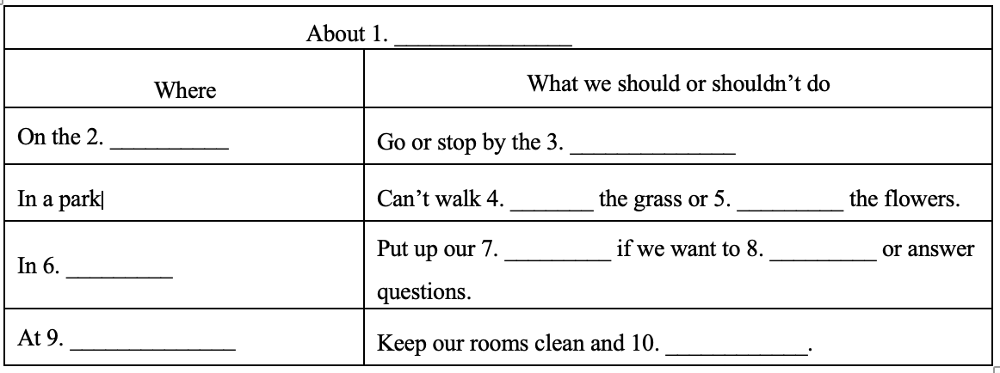 About 1. _______________
Where
What we should or shouldn’t do
On the 2. __________
Go or stop by the 3. ______________
In a park
Can’t walk 4. _______ the grass or 5. _________ the flowers.
In 6. _________
Put up our 7. _________ if we want to 8. _________ or answer
questions.
At 9. ______________
Keep our rooms clean and 10. ____________.